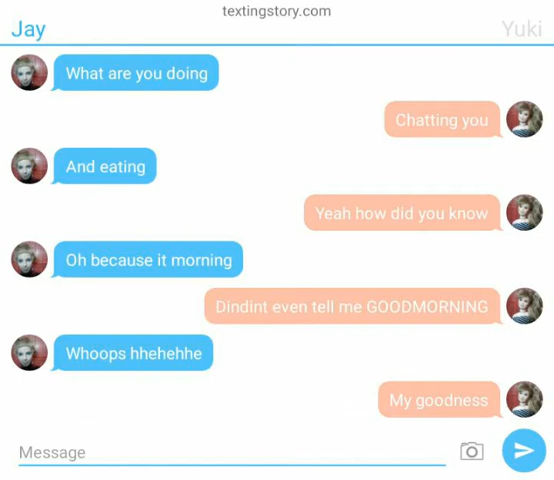 textingstory.com
Jay
Yuki
What are you doing
Chatting you
And eating
Yeah how did you know
Oh because it morning
Dindint even tell me GOODMORNING
Whoops hhehehhe
My goodness
Message